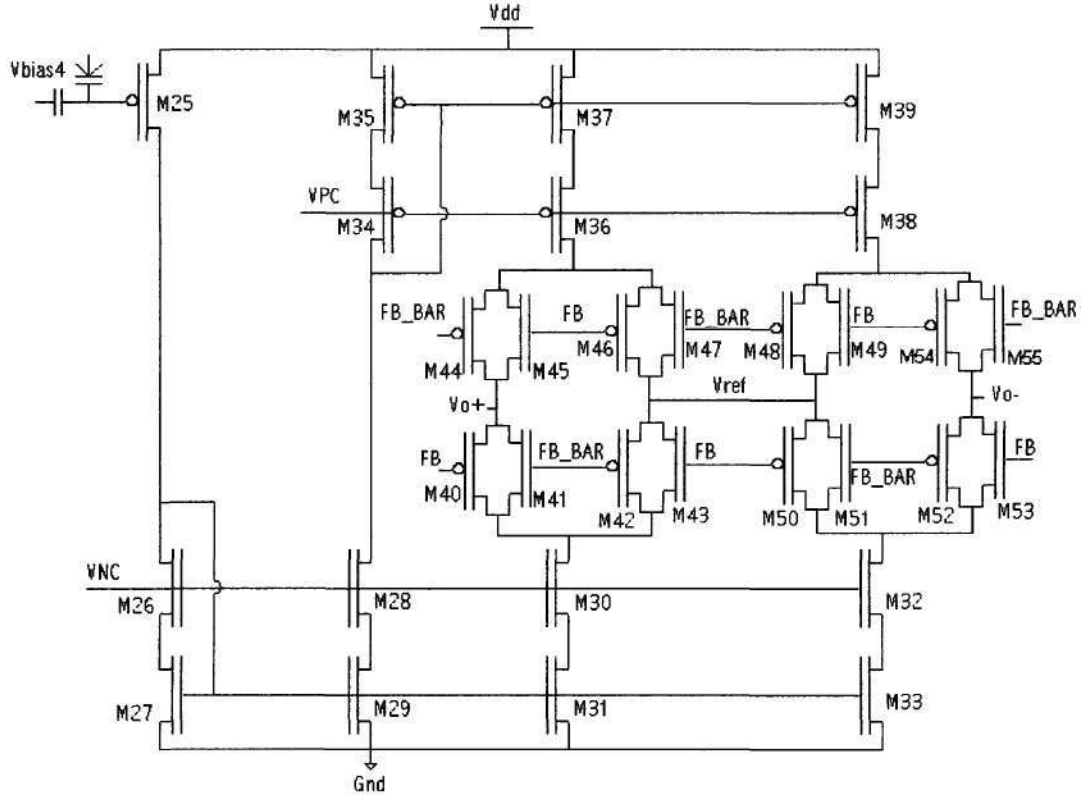 Vdd
Vbias4
M25
M35
M37
M39
VPC
M34
M36
M38
FB_BAR
FB
FB_BAR
FB
FB_BAR
M44
M45
M46
M47
M48
M49
M54
M55
Vo+
Vref
Vo-
FB
FB_BAR
FB
FB_BAR
FB
M40
M41
M42
M43
M50
M51
M52
M53
VNC
M26
M28
M30
M32
M27
M29
M31
M33
Gnd